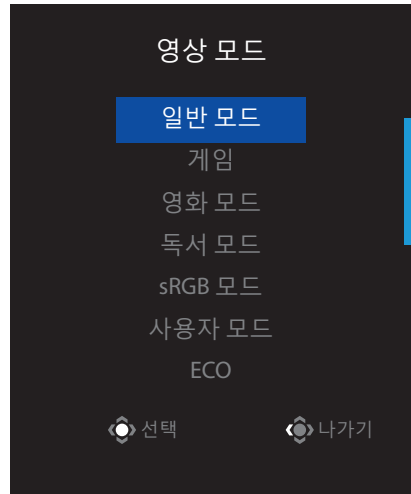 영상 모드
일반 모드
게임
영화 모드
독서 모드
sRGB 모드
사용자 모드
ECO
선택 나가기